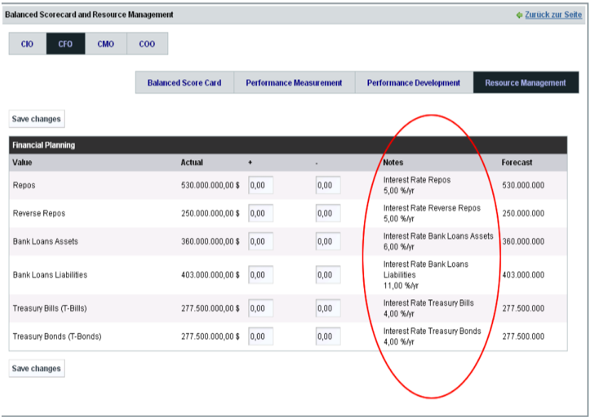 Balanced Scorecard and Resource Management
Zurück zur Seite
CIO CFO CMO COO
Balanced Score Card Performance Measurement Performance Development Resource Management
Save changes
Financial Planning
Value Actual + - Notes Forecast
Repos 530.000.000,00 $ 0,00 0,00 Interest Rate Repos 530.000.000
5,00 %/yr
Reverse Repos 250.000.000,00 $ 0,00 0,00 Interest Rate Reverse Repos 250.000.000
5,00 %/yr
Bank Loans Assets 360.000.000,00 $ 0,00 0,00 Interest Rate Bank Loans Assets 360.000.000
6,00 %/yr
Bank Loans Liabilities 403.000.000,00 $ 0,00 0,00 Interest Rate Bank Loans 403.000.000
Liabilities
11,00 %/yr
Treasury Bills (T-Bills) 277.500.000,00 $ 0,00 0,00 Interest Rate Treasury Bills 277.500.000
4,00 %/yr
Treasury Bonds (T-Bonds) 277.500.000,00 $ 0,00 0,00 Interest Rate Treasury Bonds 277.500.000
4,00 %/yr
Save changes